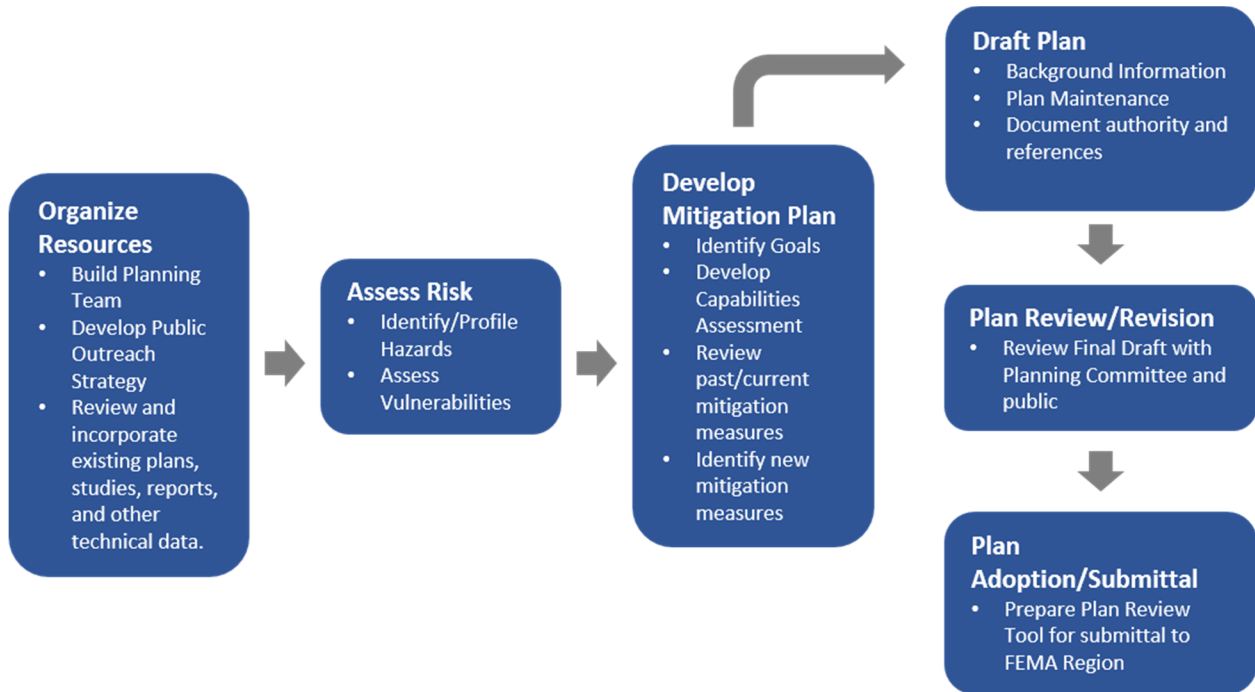 Organize
Resources
• Build Planning
Team
• Develop Public
Outreach
Strategy
• Review and
incorporate
existing plans,
studies, reports,
and other
technical data.
Assess Risk
• Identify/Profile
Hazards
• Assess
Vulnerabilities
Develop
Mitigation Plan
• Identify Goals
• Develop
Capabilities
Assessment
• Review
past/current
mitigation
measures
• Identify new
mitigation
measures
Draft Plan
• Background Information
• Plan Maintenance
• Document authority and
references
Plan Review/Revision
• Review Final Draft with
Planning Committee and
public
Plan
Adoption/Submittal
• Prepare Plan Review
Tool for submittal to
FEMA Region